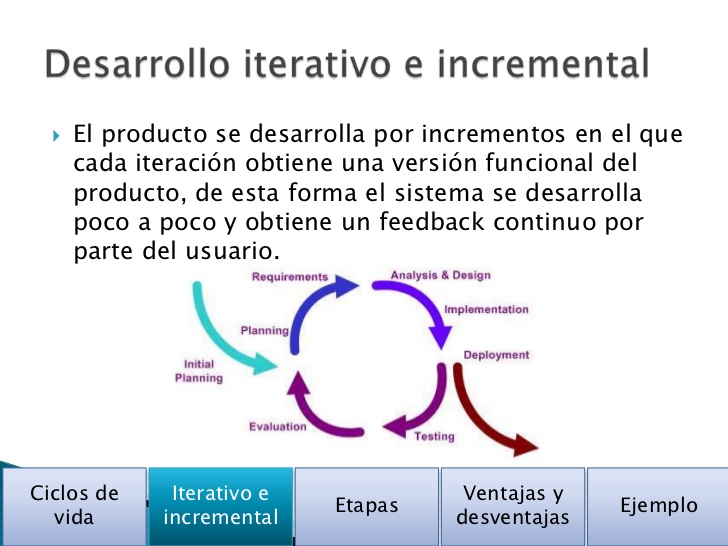 Desarrollo iterativo e incremental
El producto se desarrolla por incrementos en el que
cada iteración obtiene una versión funcional del
producto, de esta forma el sistema se desarrolla
poco a poco y obtiene un feedback continuo por
parte del usuario.
Requirements
Analysis & Design
Implementation
Planning
Deployment
Initial
Planning
Evaluation
Testing
Ciclos de
vida
Iterativo e
incremental
Etapas
Ventajas y
desventajas
Ejemplo